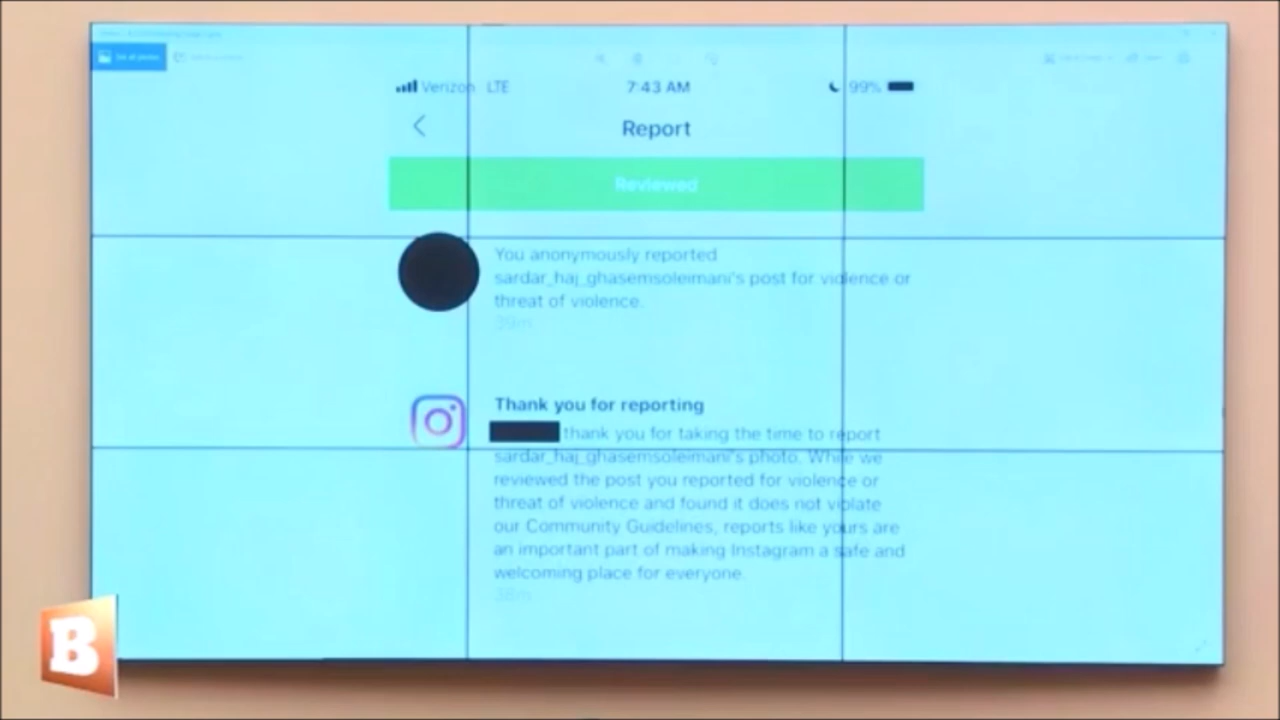 Verizon LTE 7:43 AM 99%
Report
Reviewed
You anonymously reported
sardar_haj_ghasemsoleimani's post for violence or
threat of violence.
39m
Thank you for reporting
thank you for taking the time to report
sardar_haj_ghasemsoleimani's photo. While we
reviewed the post you reported for violence or
threat of violence and found it does not violate
our Community Guidelines, reports like yours are
an important part of making Instagram a safe and
welcoming place for everyone.
38m
B